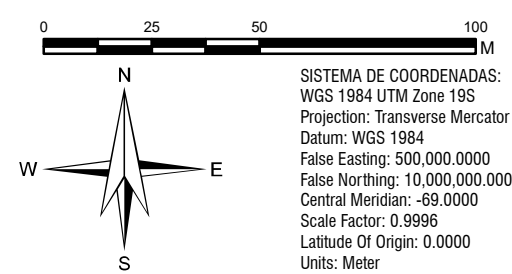 0 25 50 100
M
N
W E
S
SISTEMA DE COORDENADAS:
WGS 1984 UTM Zone 19S
Projection: Transverse Mercator
Datum: WGS 1984
False Easting: 500,000.0000
False Northing: 10,000,000.000
Central Meridian: -69.0000
Scale Factor: 0.9996
Latitude Of Origin: 0.0000
Units: Meter